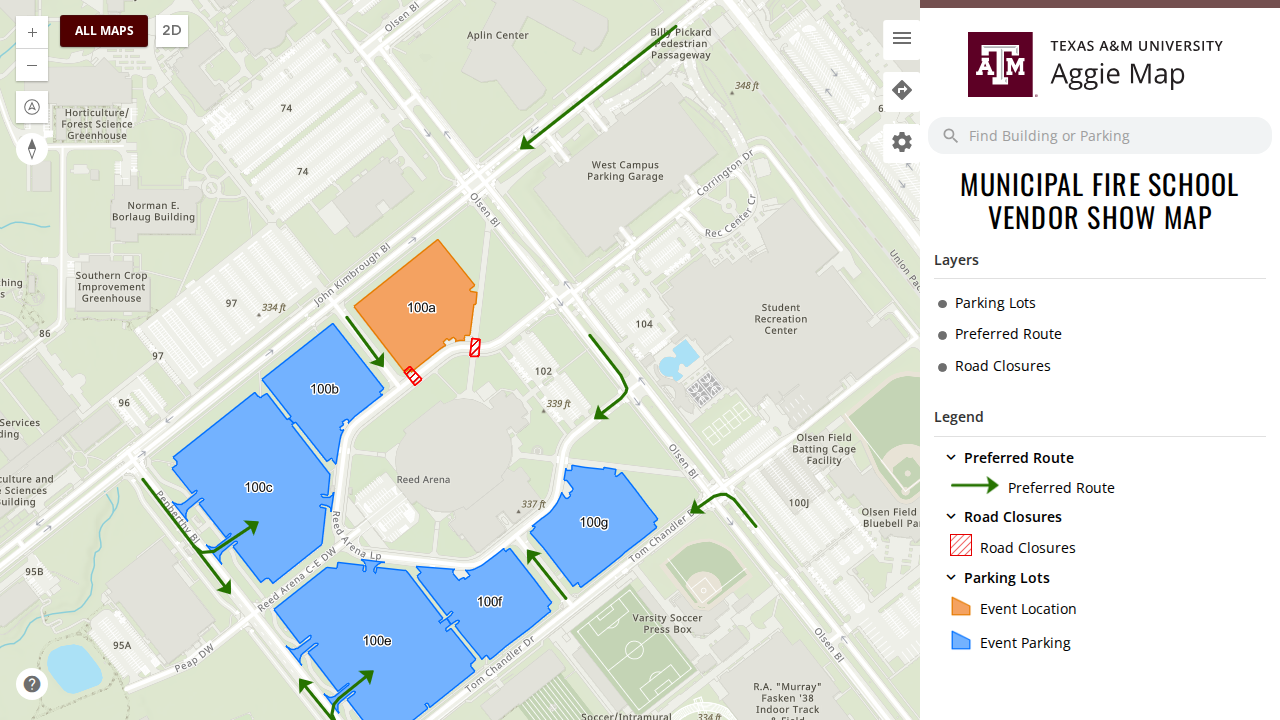 ALL MAPS
2D
Olsen Bl
Aplin Center
Billy Pickard
Pedestrian
Passageway
348 ft
74
Horticulture/
Forest Science
Greenhouse
West Campus
Parking Garage
Corrington Dr
74
Rec Center Cr
Norman E.
Borlaug Building
Olsen Bl
John Kimbrough Bl
Southern Crop
Improvement
Greenhouse
97
334 ft
100a
Student
Recreation
Center
104
86
97
102
100b
339 ft
96
Olsen Bl
Olsen Field
Batting Cage
Facility
Reed Arena
100c
337 ft
100J
100g
Penberthy Bl
Reed Arena Lp
Tom Chandler
Reed Arena C-E DW
95B
100f
Varsity Soccer
Press Box
100e
95A
Peap DW
Tom Chandler Dr
Olsen Bl
R.A. "Murray"
Fasken '38
Indoor Track
& Field
Soccer/Intramural
334 ft
TEXAS A&M UNIVERSITY
Aggie Map
Find Building or Parking
MUNICIPAL FIRE SCHOOL
VENDOR SHOW MAP
Layers
Parking Lots
Preferred Route
Road Closures
Legend
Preferred Route
Preferred Route
Road Closures
Road Closures
Parking Lots
Event Location
Event Parking